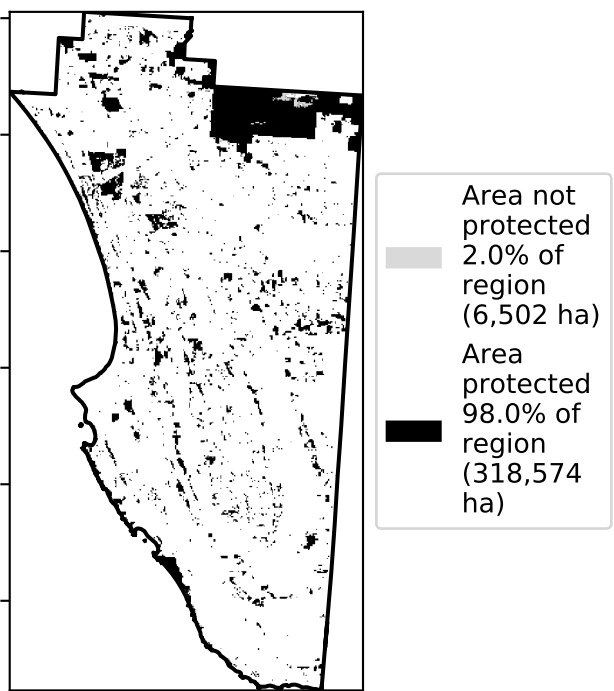 Area not
protected
2.0% of
region
(6,502 ha)
Area
protected
98.0% of
region
(318,574
ha)